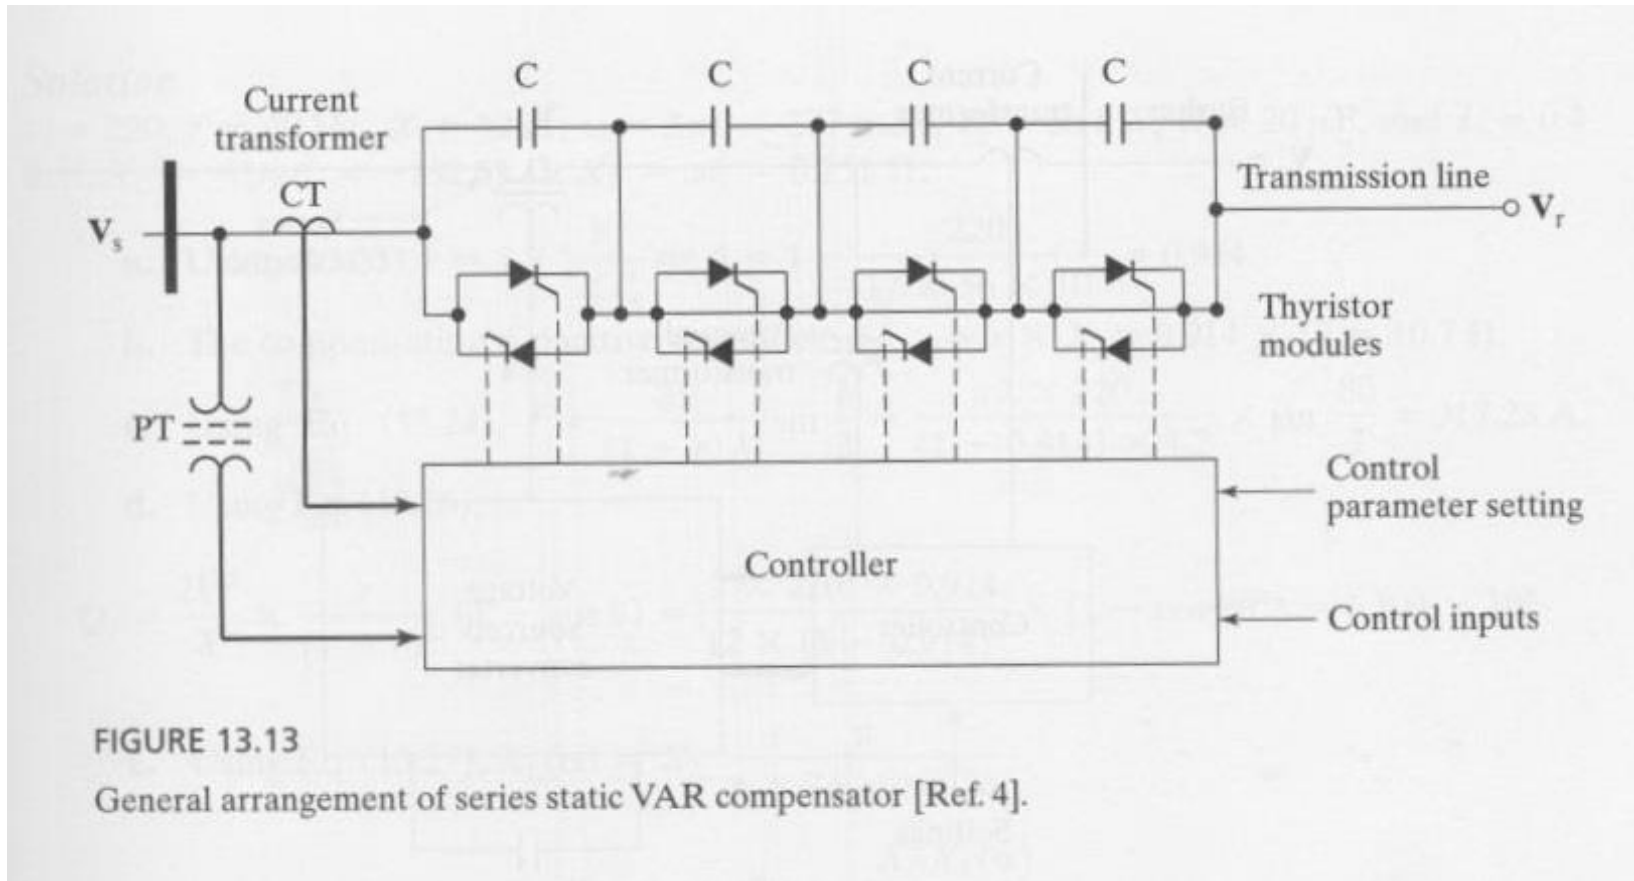 C C C C
Current
transformer
CT
V_s
Transmission line
V_r
Thyristor
modules
PT
Control
parameter setting
Controller
Control inputs
FIGURE 13.13
General arrangement of series static VAR compensator [Ref. 4].